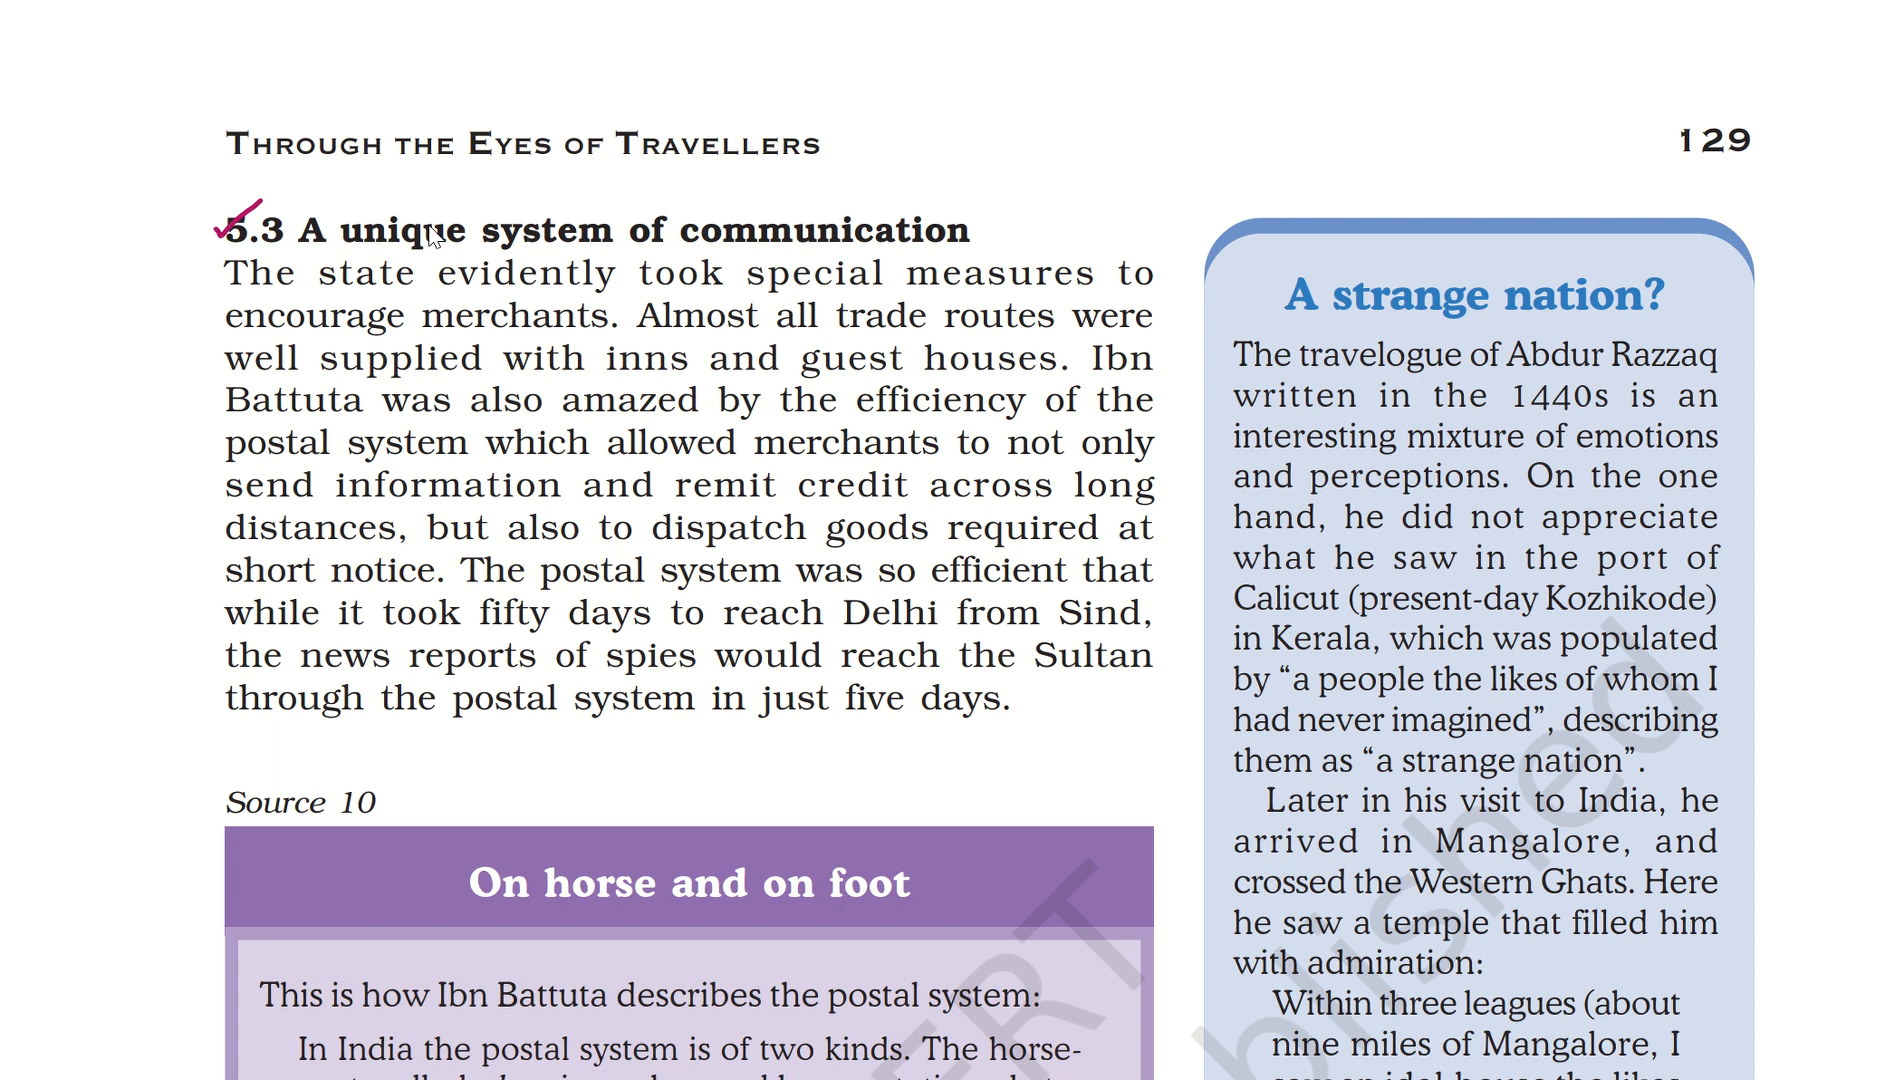 THROUGH THE EYES OF TRAVELLERS
129
5.3 A unique system of communication
The state evidently took special measures to
encourage merchants. Almost all trade routes were
well supplied with inns and guest houses. Ibn
Battuta was also amazed by the efficiency of the
postal system which allowed merchants to not only
send information and remit credit across long
distances, but also to dispatch goods required at
short notice. The postal system was so efficient that
while it took fifty days to reach Delhi from Sind,
the news reports of spies would reach the Sultan
through the postal system in just five days.
Source 10
On horse and on foot
This is how Ibn Battuta describes the postal system:
In India the postal system is of two kinds. The horse-
A strange nation?
The travelogue of Abdur Razzaq
written in the 1440s is an
interesting mixture of emotions
and perceptions. On the one
hand, he did not appreciate
what he saw in the port of
Calicut (present-day Kozhikode)
in Kerala, which was populated
by “a people the likes of whom I
had never imagined”, describing
them as “a strange nation”.
Later in his visit to India, he
arrived in Mangalore, and
crossed the Western Ghats. Here
he saw a temple that filled him
with admiration:
Within three leagues (about
nine miles of Mangalore, I